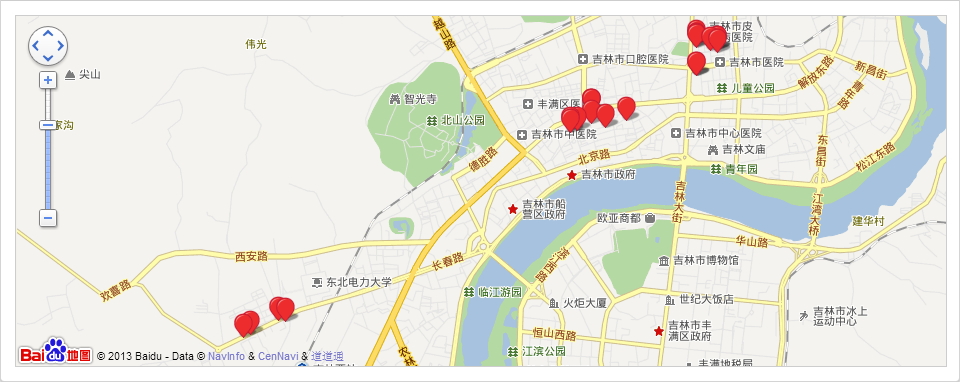 越山路
吉林市皮
肤病医院
伟光
尖山
吉林市口腔医院
吉林市医院
新昌街
解放东路
青年路
儿童公园
智光寺
丰满区医
北山公园
家沟
吉林市中医院
吉林市中心医院
德胜路
北京路
吉林文庙
东昌街
松江东路
吉林市政府
青年园
吉林大街
江湾大桥
吉林市船
营区政府
欧亚商都
建华村
华山路
西安路
长春路
吉林市博物馆
欢喜路
东北电力大学
临江游园
火炬大厦
世纪大饭店
吉林市冰上
运动中心
恒山西路
吉林市丰
满区政府
江滨公园
农林
丰满地税局
Baidu地图
© 2013 Baidu - Data © NavInfo & CenNavi & 道道通